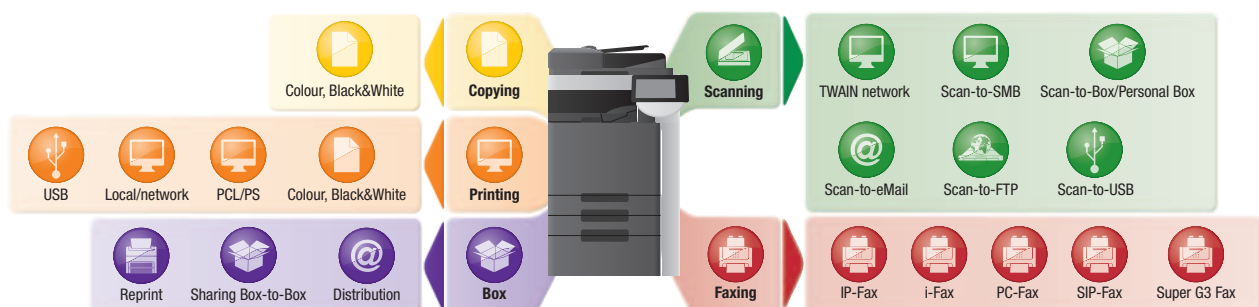 Colour, Black&White
Copying
USB
Local/network
PCL/PS
Colour, Black&White
Printing
Reprint
Sharing Box-to-Box
Distribution
Box
Scanning
TWAIN network
Scan-to-SMB
Scan-to-Box/Personal Box
Scan-to-eMail
Scan-to-FTP
Scan-to-USB
Faxing
IP-Fax
i-Fax
PC-Fax
SIP-Fax
Super G3 Fax